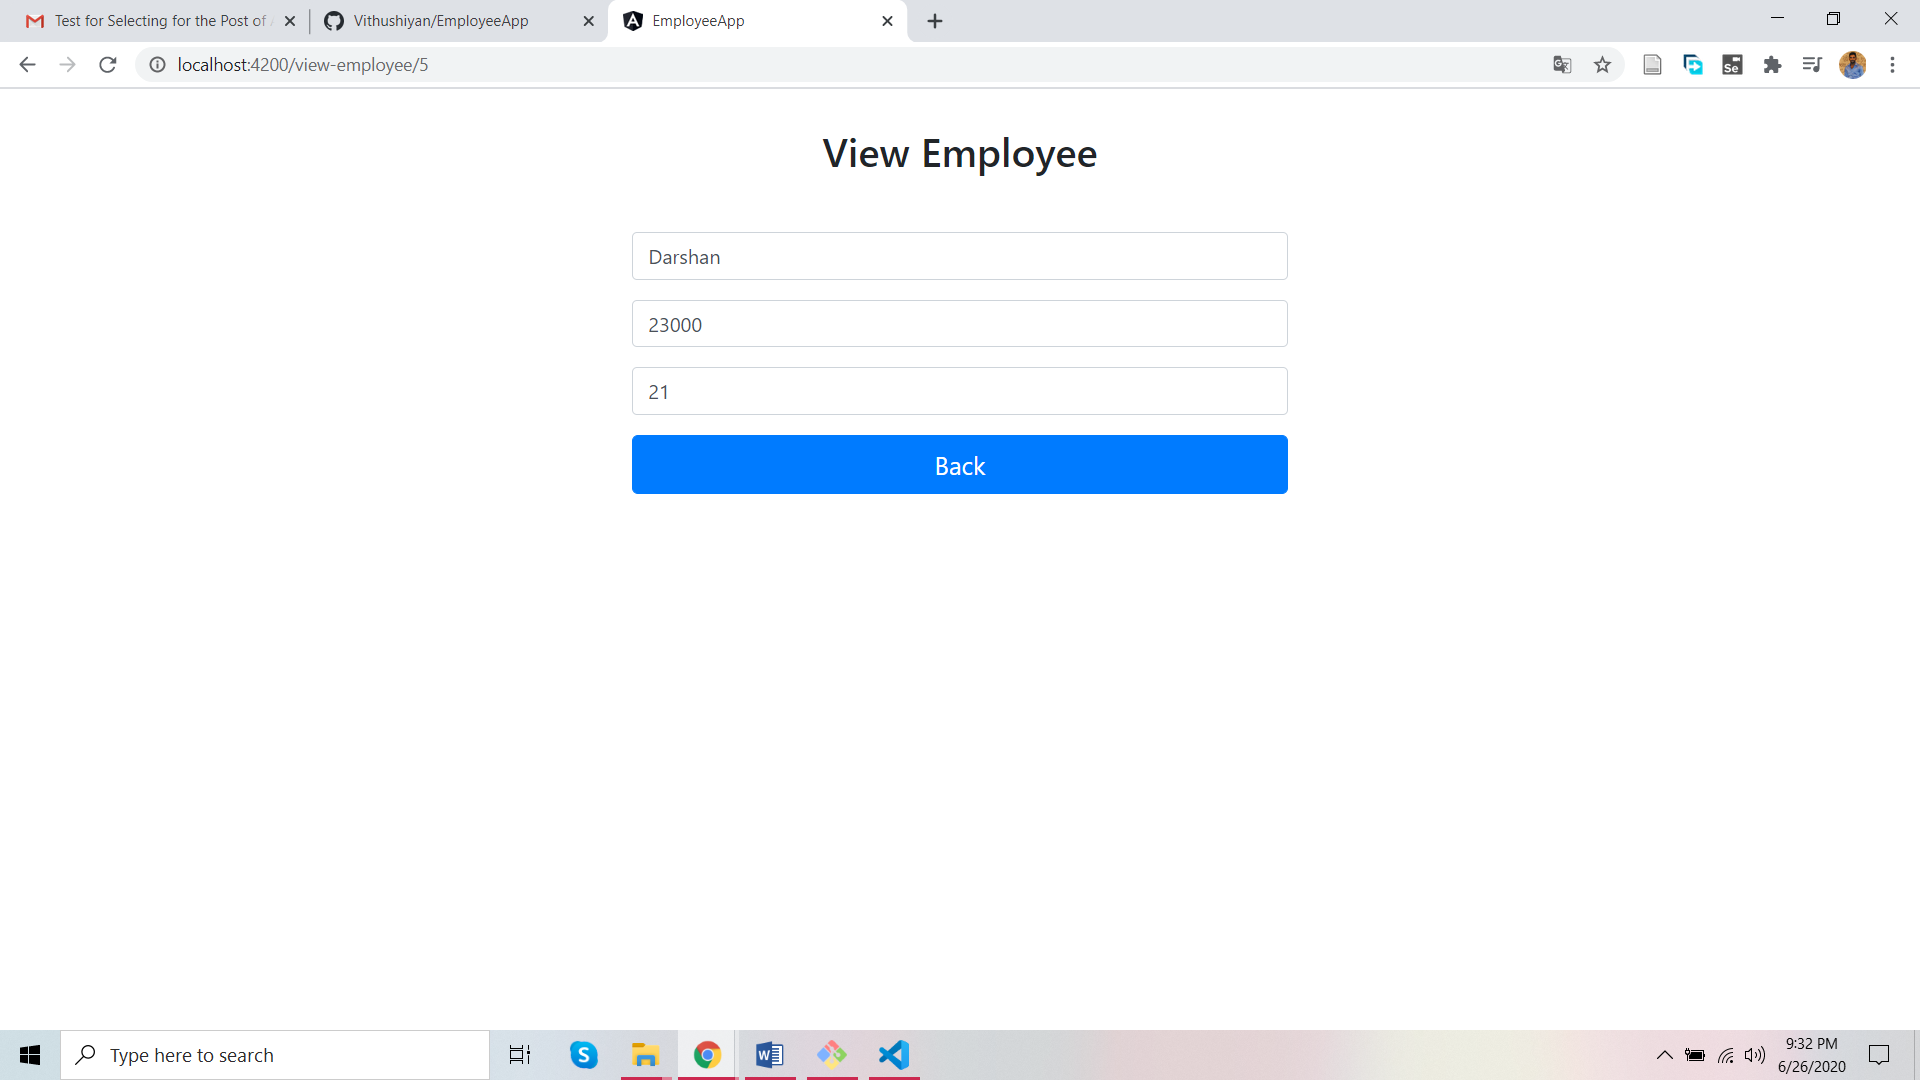 Test for Selecting for the Post of
Vithushiyan/EmployeeApp
EmployeeApp
localhost:4200/view-employee/5
Se
View Employee
Darshan
23000
21
Back
Type here to search
9:32 PM
6/26/2020